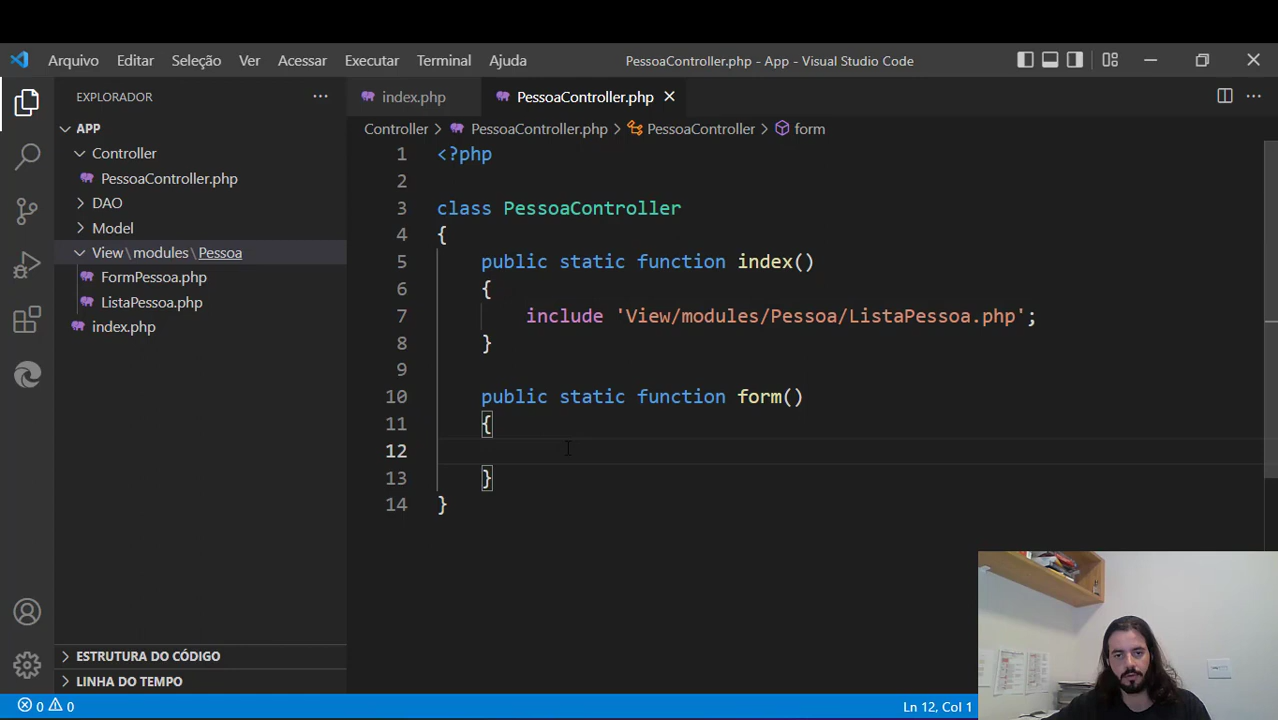 Arquivo Editar Seleção Ver Acessar Executar Terminal Ajuda PessoaController.php - App - Visual Studio Code
EXPLORADOR
APP
Controller
PessoaController.php
DAO
Model
View\modules\Pessoa
FormPessoa.php
ListaPessoa.php
index.php
ESTRUTURA DO CÓDIGO
LINHA DO TEMPO
index.php PessoaController.php
Controller > PessoaController.php > PessoaController > form
1 <?php
2
3 class PessoaController
4 {
5 public static function index()
6 {
7 include 'View/modules/Pessoa/ListaPessoa.php';
8 }
9
10 public static function form()
11 {
12
13 }
14 }
0 0 Ln 12, Col 1